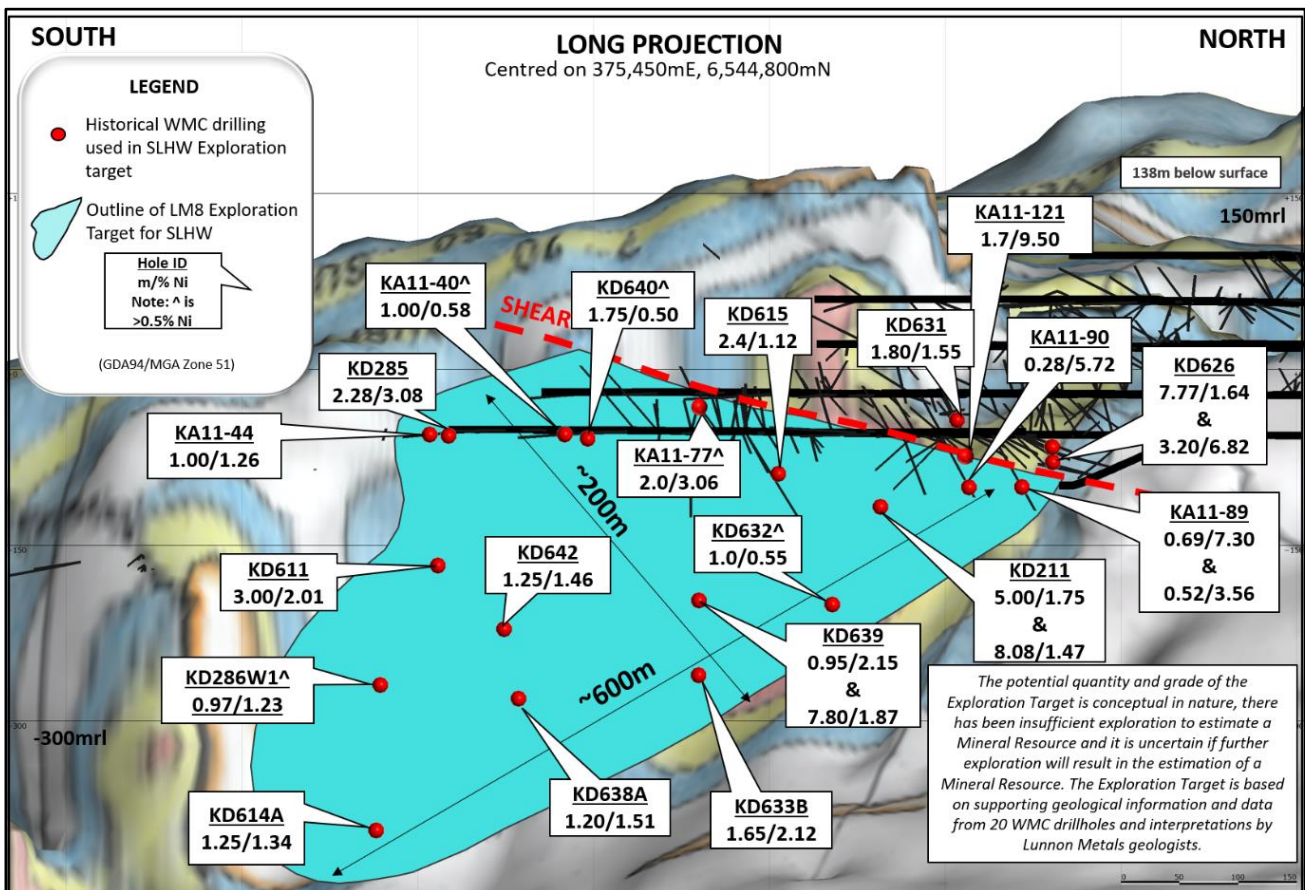 SOUTH
LONG PROJECTION
NORTH
Centred on 375,450mE, 6,544,800mN
LEGEND
Historical WMC drilling
used in SLHW Exploration
target
Outline of LM8 Exploration
Target for SLHW
Hole ID
m/% Ni
Note: ^ is
>0.5% Ni
(GDA94/MGA Zone 51)
138m below surface
150mrl
KA11-121
1.7/9.50
KA11-40^
1.00/0.58
KD640^
1.75/0.50
SHEAR
KD615
2.4/1.12
KD631
1.80/1.55
KA11-90
0.28/5.72
KD626
7.77/1.64
&
3.20/6.82
KD285
2.28/3.08
KA11-44
1.00/1.26
KA11-77^
2.0/3.06
~200m
KD632^
1.0/0.55
KA11-89
0.69/7.30
&
0.52/3.56
KD611
3.00/2.01
KD642
1.25/1.46
KD211
5.00/1.75
&
8.08/1.47
KD639
0.95/2.15
&
7.80/1.87
KD286W1^
0.97/1.23
~600m
-300mrl
-150
-300
KD614A
1.25/1.34
KD638A
1.20/1.51
KD633B
1.65/2.12
The potential quantity and grade of the
Exploration Target is conceptual in nature, there
has been insufficient exploration to estimate a
Mineral Resource and it is uncertain if further
exploration will result in the estimation of a
Mineral Resource. The Exploration Target is based
on supporting geological information and data
from 20 WMC drillholes and interpretations by
Lunnon Metals geologists.
0 50 100 150